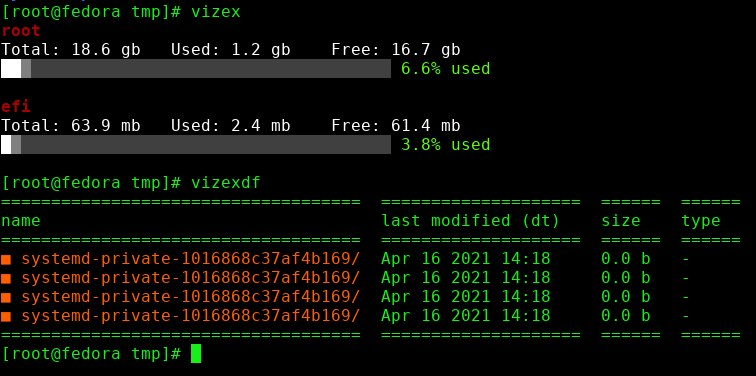 [root@fedora tmp]# vizex
root
Total: 18.6 gb   Used: 1.2 gb    Free: 16.7 gb
6.6% used
efi
Total: 63.9 mb   Used: 2.4 mb    Free: 61.4 mb
3.8% used
[root@fedora tmp]# vizexdf
====================================  ====================  ======  ======
name                                  last modified (dt)    size    type
====================================  ====================  ======  ======
■ systemd-private-1016868c37af4b169/  Apr 16 2021 14:18     0.0 b   -
■ systemd-private-1016868c37af4b169/  Apr 16 2021 14:18     0.0 b   -
■ systemd-private-1016868c37af4b169/  Apr 16 2021 14:18     0.0 b   -
■ systemd-private-1016868c37af4b169/  Apr 16 2021 14:18     0.0 b   -
====================================  ====================  ======  ======
[root@fedora tmp]#